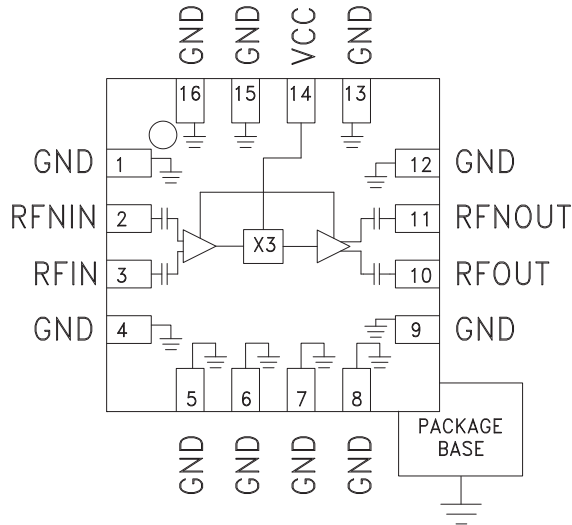 GND GND VCC GND
16 15 14 13
GND 1 12 GND
RFNIN 2 11 RFNOUT
X3
RFIN 3 10 RFOUT
GND 4 9 GND
5 6 7 8
GND GND GND GND
PACKAGE
BASE